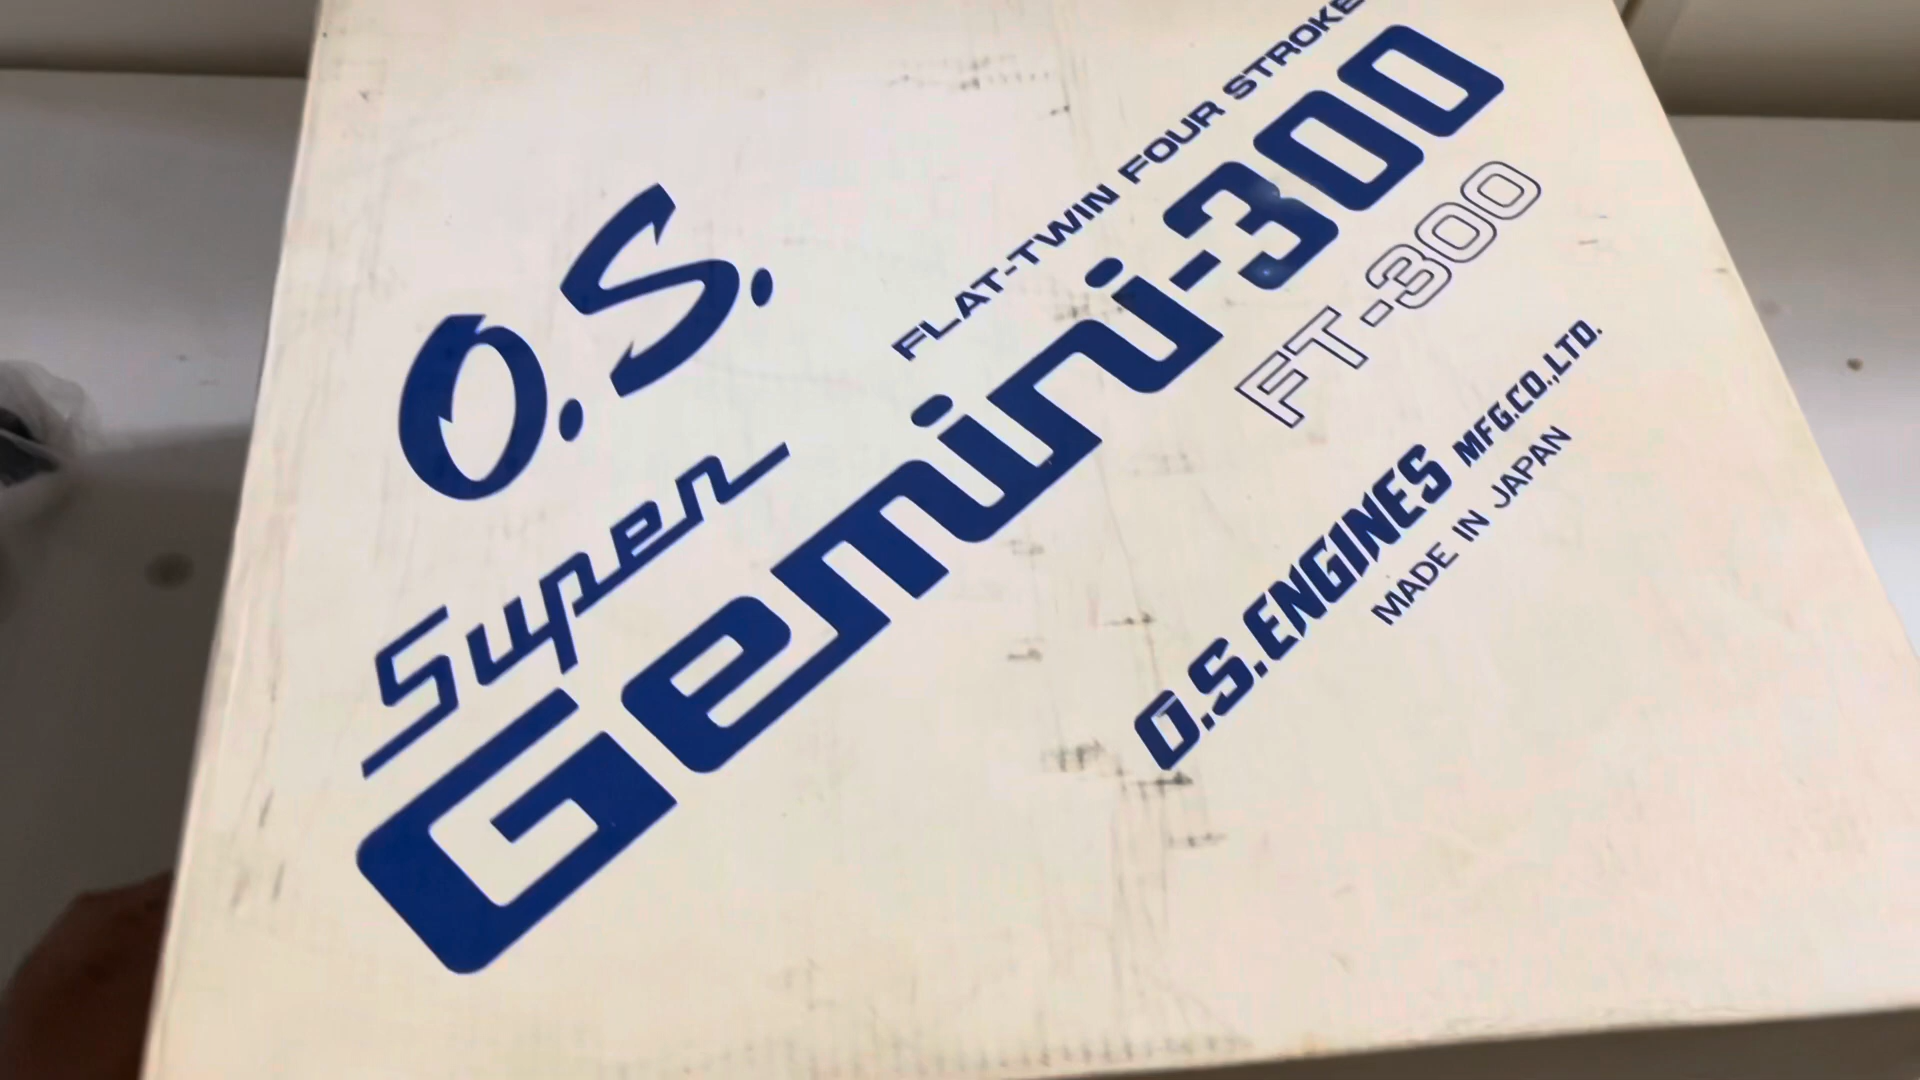 O.S.
Super
FLAT-TWIN FOUR STROKE
Gemini-300
FT-300
O.S.ENGINES MFG.CO.,LTD.
MADE IN JAPAN